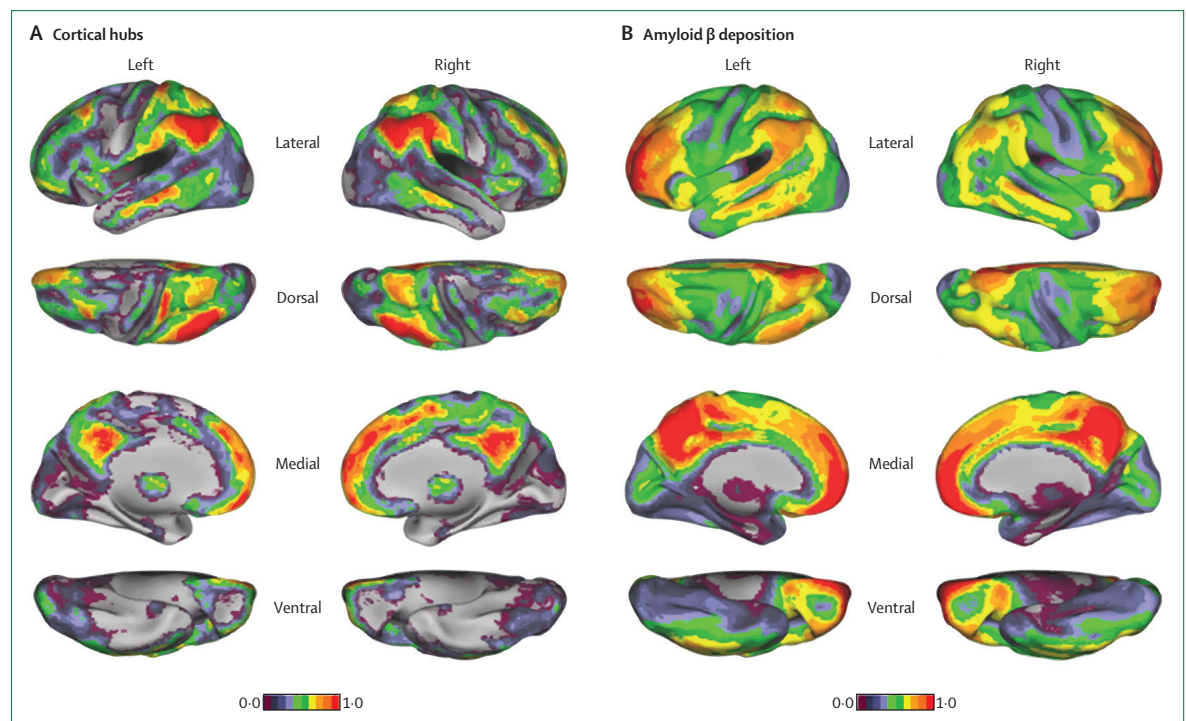 A Cortical hubs
B Amyloid β deposition
Left
Right
Left
Right
Lateral
Lateral
Dorsal
Dorsal
Medial
Medial
Ventral
Ventral
0·0 1·0
0·0 1·0